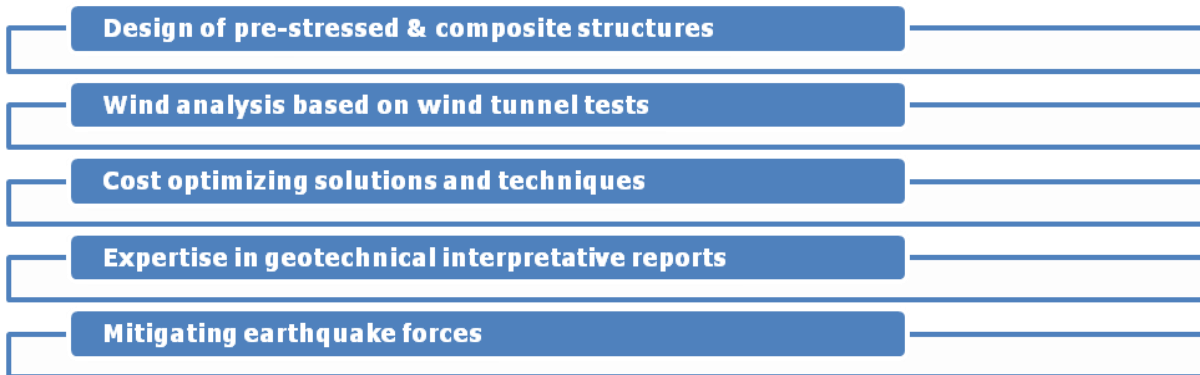 Design of pre-stressed & composite structures
Wind analysis based on wind tunnel tests
Cost optimizing solutions and techniques
Expertise in geotechnical interpretative reports
Mitigating earthquake forces